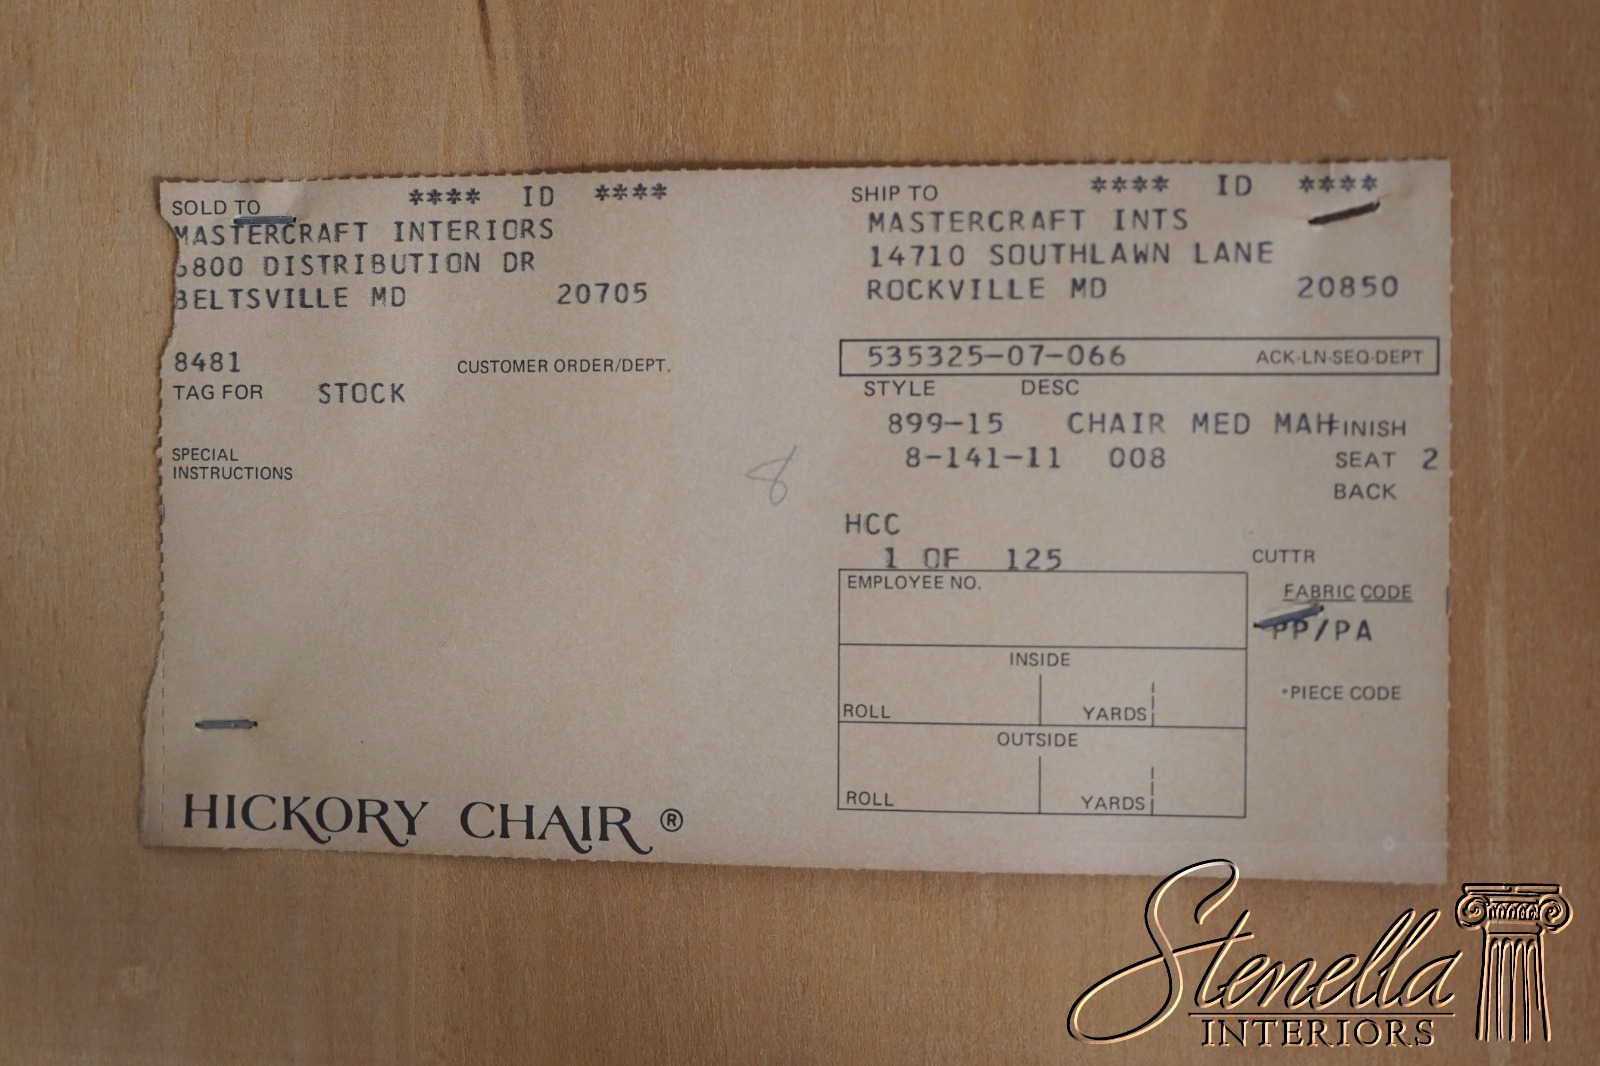 SOLD TO **** ID ****
MASTERCRAFT INTERIORS
5800 DISTRIBUTION DR
BELTSVILLE MD 20705
8481 CUSTOMER ORDER/DEPT.
TAG FOR STOCK
SPECIAL
INSTRUCTIONS
HICKORY CHAIR ®
8
SHIP TO **** ID ****
MASTERCRAFT INTS
14710 SOUTHLAWN LANE
ROCKVILLE MD 20850
535325-07-066 ACK-LN-SEQ-DEPT
STYLE DESC
899-15 CHAIR MED MAH FINISH
8-141-11 008 SEAT 2
BACK
HCC
1 OF 125 CUTTR
EMPLOYEE NO.
FABRIC CODE
PP/PA
INSIDE
ROLL YARDS
PIECE CODE
OUTSIDE
ROLL YARDS
Stenella
INTERIORS